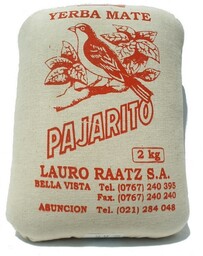 YERBA MATE
PAJARITO
2 kg
LAURO RAATZ S.A.
BELLA VISTA Tel. (0767) 240 395
Fax. (0767) 240 240
ASUNCION Tel. (021) 284 048